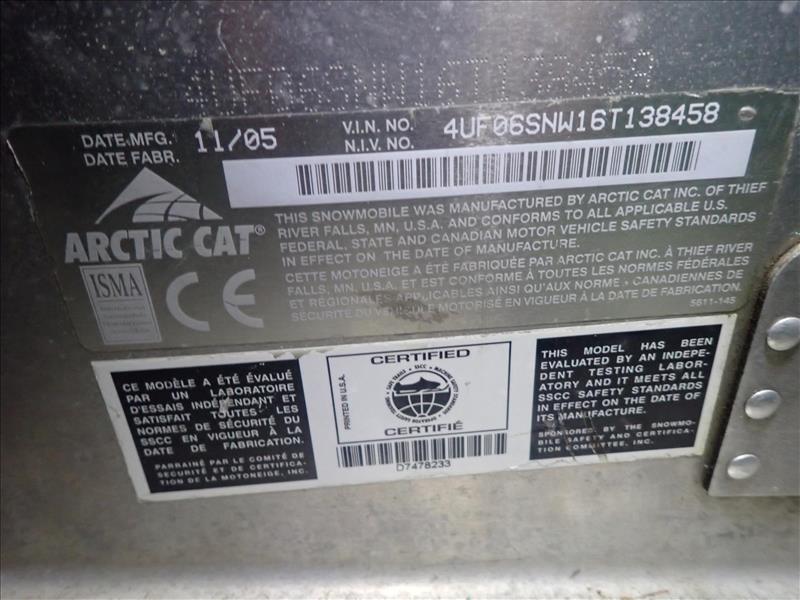 DATE MFG. 11/05 V.I.N. NO. 4UF06SNW16T138458
DATE FABR. N.I.V. NO.
ARCTIC CAT®
ISMA
CE
THIS SNOWMOBILE WAS MANUFACTURED BY ARCTIC CAT INC. OF THIEF
RIVER FALLS, MN, U.S.A. AND CONFORMS TO ALL APPLICABLE U.S.
FEDERAL, STATE AND CANADIAN MOTOR VEHICLE SAFETY STANDARDS
IN EFFECT ON THE DATE OF MANUFACTURE.
CETTE MOTONEIGE A ÉTÉ FABRIQUÉE PAR ARCTIC CAT INC. À THIEF RIVER
FALLS, MN, U.S.A. ET EST CONFORME À TOUTES LES NORMES FÉDÉRALES
ET RÉGIONALES APPLICABLES AINSI QU'AUX NORME CANADIENNES DE
SÉCURITÉ DU VÉHICULE MOTORISÉ EN VIGUEUR À LA DATE DE FABRICATION.
5611-145
CE MODÈLE A ÉTÉ ÉVALUÉ
PAR UN LABORATOIRE
D'ESSAIS INDÉPENDANT ET
SATISFAIT TOUTES LES
NORMES DE SÉCURITÉ DU
SSCC EN VIGUEUR À LA
DATE DE FABRICATION.
PARRAINÉ PAR LE COMITÉ DE
SÉCURITÉ ET DE CERTIFICA-
TION DE LA MOTONEIGE, INC.
CERTIFIED
PRINTED IN U.S.A.
SSCC
CERTIFIÉ
D7478233
THIS MODEL HAS BEEN
EVALUATED BY AN INDEPEN-
DENT TESTING LABOR-
ATORY AND IT MEETS ALL
SSCC SAFETY STANDARDS
IN EFFECT ON THE DATE OF
ITS MANUFACTURE.
SPONSORED BY THE SNOWMO-
BILE SAFETY AND CERTIFICA-
TION COMMITTEE, INC.